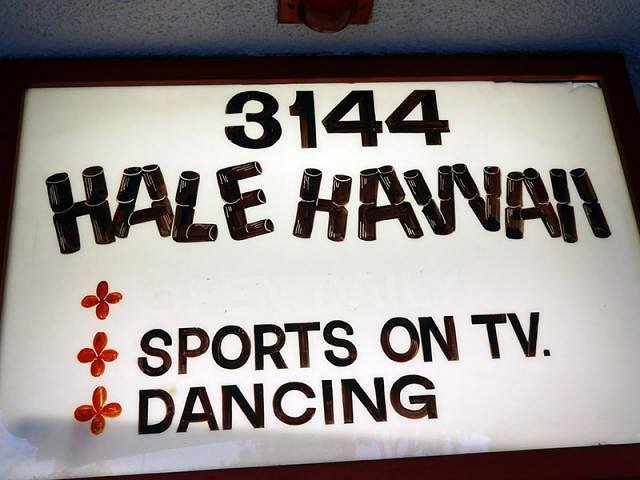 3144
HALE HAWAII
SPORTS ON TV.
DANCING